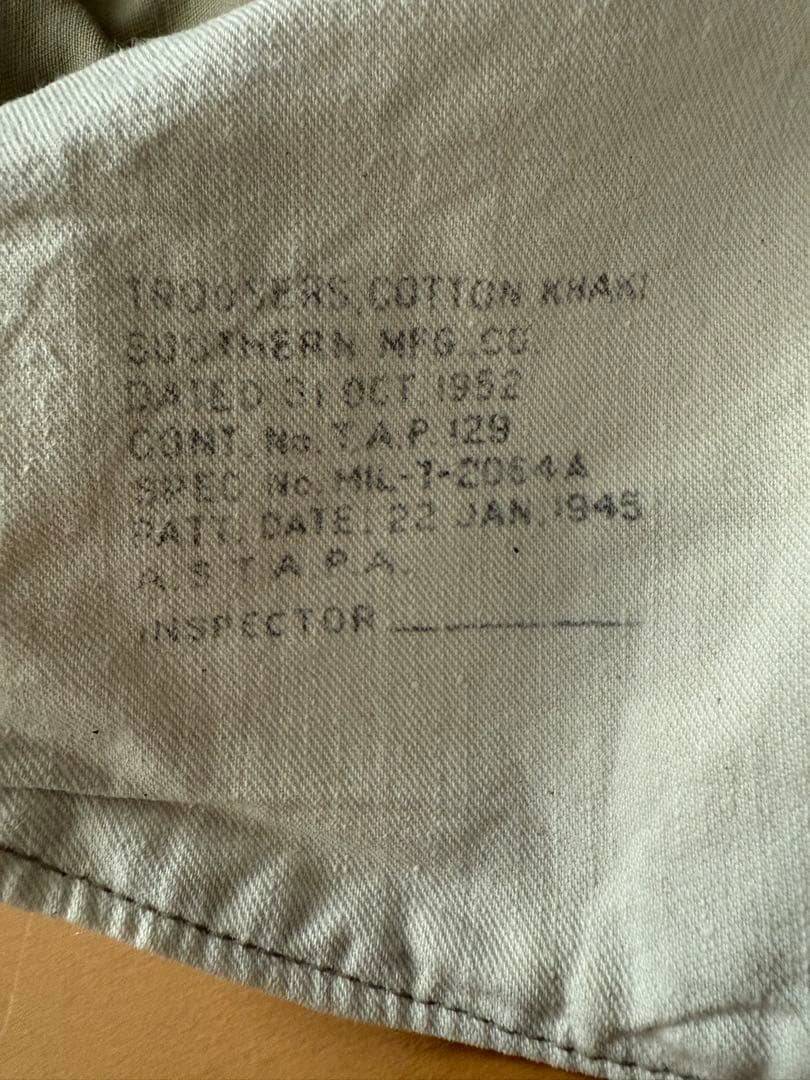 TROUSERS, COTTON KHAKI
SOUTHERN MFG. CO.
DATED 31 OCT. 1952
CONT. No. T.A.P. 129
SPEC No. MIL-T-2064A
PATT. DATE. 22 JAN. 1945
A.S.T.A.P.A.
INSPECTOR